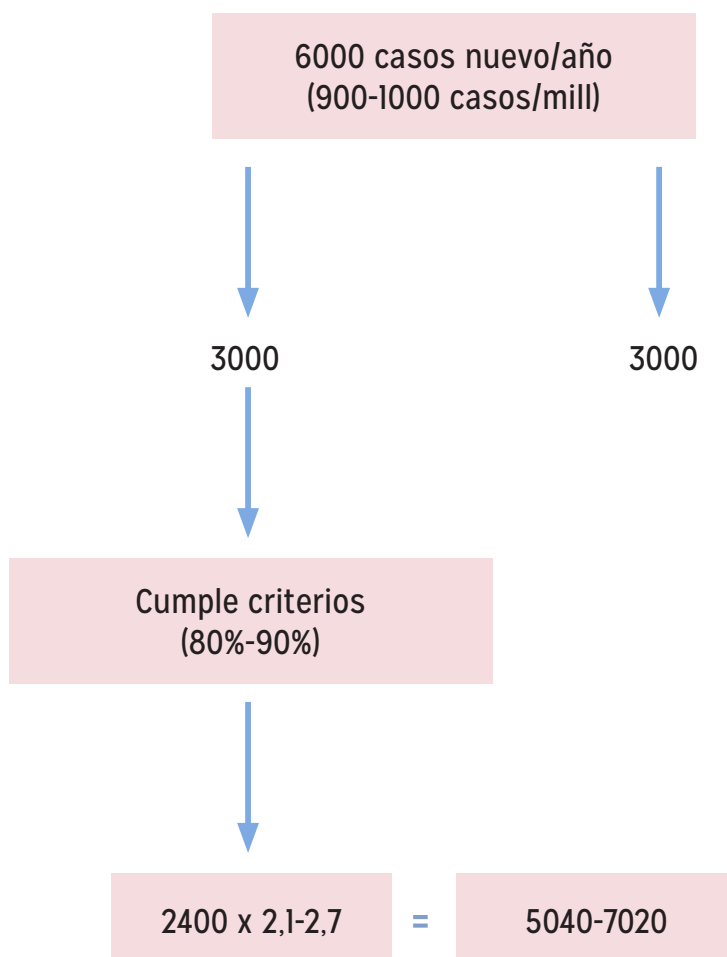 6000 casos nuevo/año
(900-1000 casos/mill)
3000 3000
Cumple criterios
(80%-90%)
2400 x 2,1-2,7 = 5040-7020